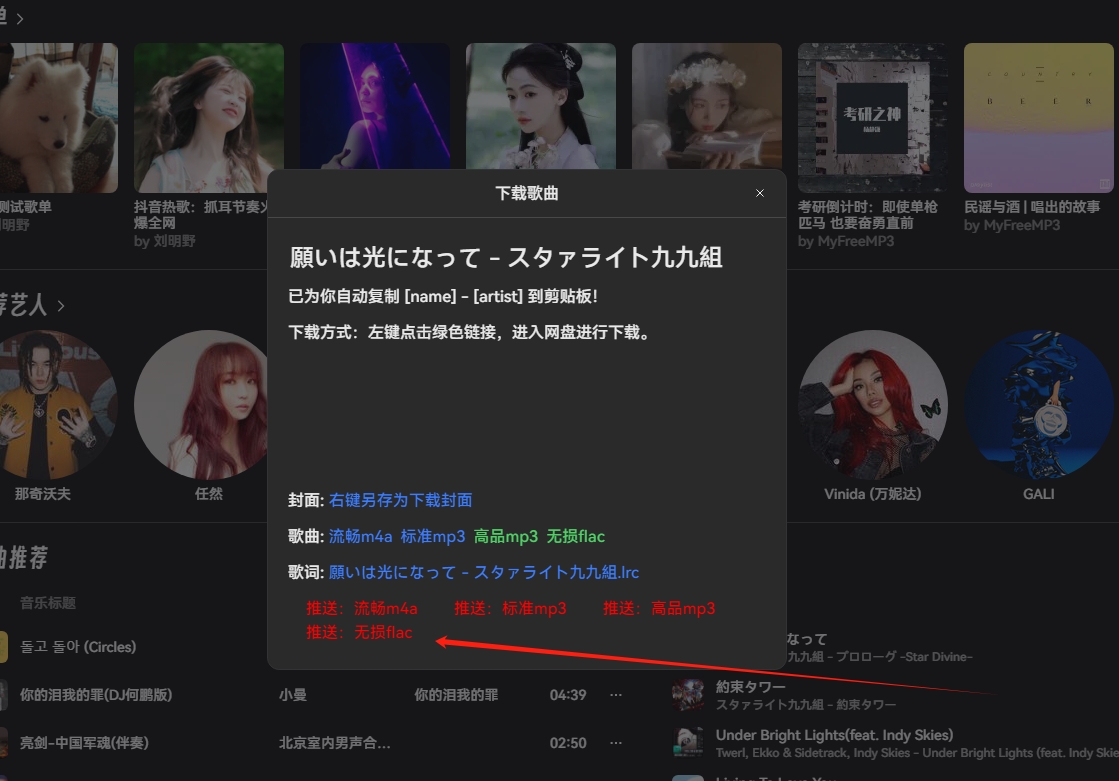 单
测试歌单
刘明野
抖音热歌：抓耳节奏火
爆全网
by 刘明野
考研之神
考研倒计时：即使单枪
匹马 也要奋勇直前
by MyFreeMP3
COUNTRY
BEER
民谣与酒 | 唱出的故事
by MyFreeMP3
下载歌曲
願いは光になって - スタァライト九九組
已为你自动复制 [name] - [artist] 到剪贴板！
下载方式：左键点击绿色链接，进入网盘进行下载。
封面: 右键另存为下载封面
歌曲: 流畅m4a 标准mp3 高品mp3 无损flac
歌词: 願いは光になって - スタァライト九九組.lrc
推送：流畅m4a 推送：标准mp3 推送：高品mp3
推送：无损flac
荐艺人
那奇沃夫
任然
Vinida (万妮达)
GALI
曲推荐
音乐标题
돌고 돌아 (Circles)
なって
九九組 - プロローグ -Star Divine-
你的泪我的罪(DJ何鹏版) 小曼 你的泪我的罪 04:39 ···
約束タワー
スタァライト九九組 - 約束タワー
亮剑-中国军魂(伴奏) 北京室内男声合... 02:50 ···
Under Bright Lights(feat. Indy Skies)
Twerl, Ekko & Sidetrack, Indy Skies - Under Bright Lights (feat. Indy Skie